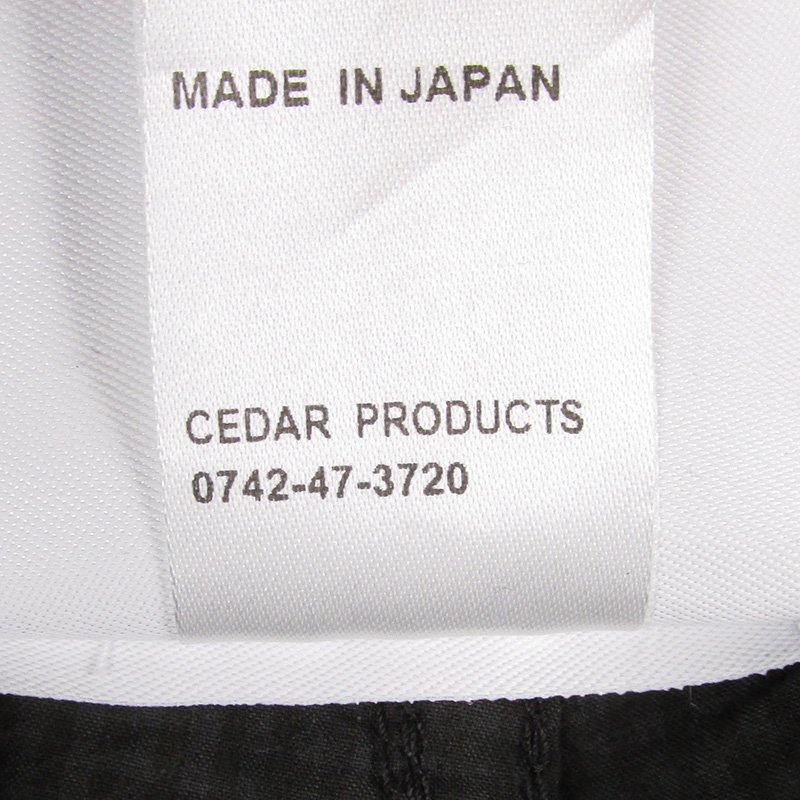 MADE IN JAPAN
CEDAR PRODUCTS
0742-47-3720